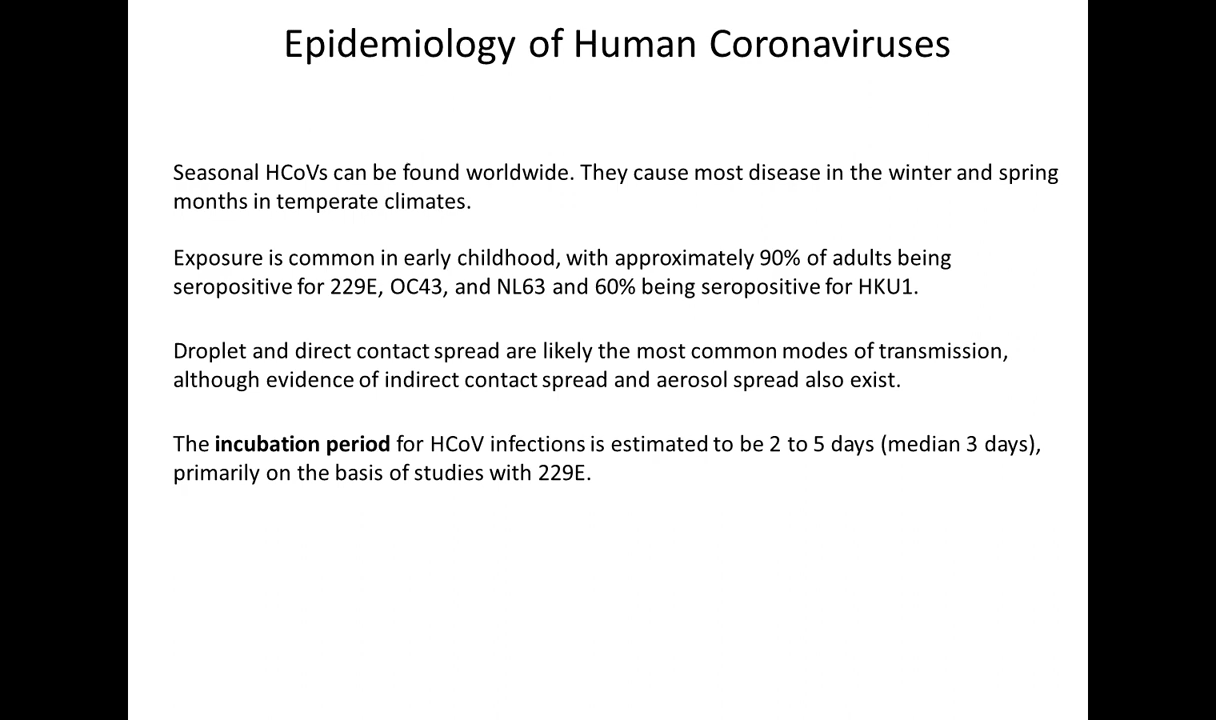 Epidemiology of Human Coronaviruses
Seasonal HCoVs can be found worldwide. They cause most disease in the winter and spring
months in temperate climates.
Exposure is common in early childhood, with approximately 90% of adults being
seropositive for 229E, OC43, and NL63 and 60% being seropositive for HKU1.
Droplet and direct contact spread are likely the most common modes of transmission,
although evidence of indirect contact spread and aerosol spread also exist.
The incubation period for HCoV infections is estimated to be 2 to 5 days (median 3 days),
primarily on the basis of studies with 229E.